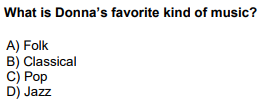 What is Donna's favorite kind of music?
A) Folk
B) Classical
C) Pop
D) Jazz